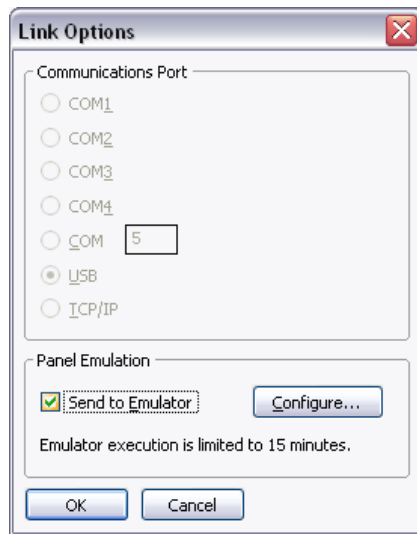 Link Options
Communications Port
COM1
COM2
COM3
COM4
COM 5
USB
TCP/IP
Panel Emulation
Send to Emulator Configure...
Emulator execution is limited to 15 minutes.
OK Cancel